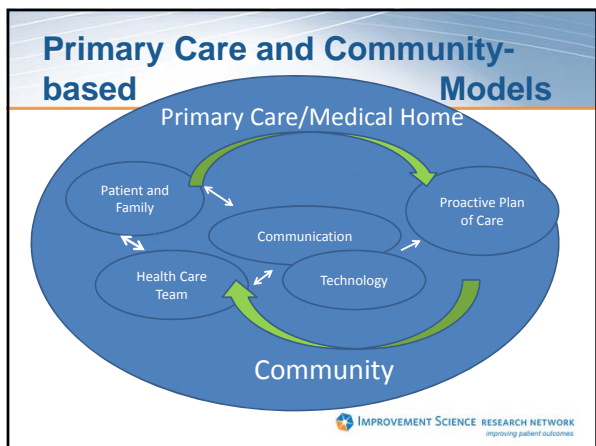 Primary Care and Community-
based Models
Primary Care/Medical Home
Patient and
Family
Proactive Plan
of Care
Communication
Health Care
Team
Technology
Community
IMPROVEMENT SCIENCE RESEARCH NETWORK
improving patient outcomes